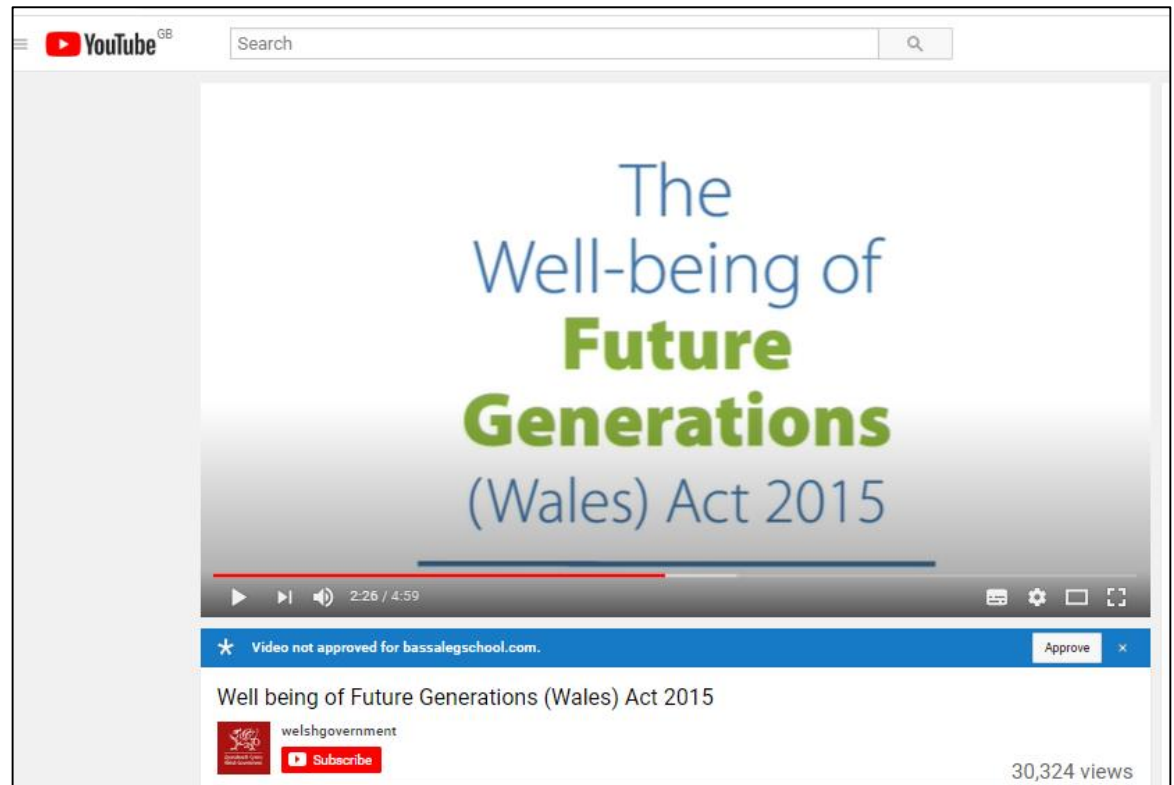 YouTube GB
Search
The
Well-being of
Future
Generations
(Wales) Act 2015
2:26 / 4:59
Video not approved for bassalegschool.com.
Approve
Well being of Future Generations (Wales) Act 2015
welshgovernment
Subscribe
30,324 views